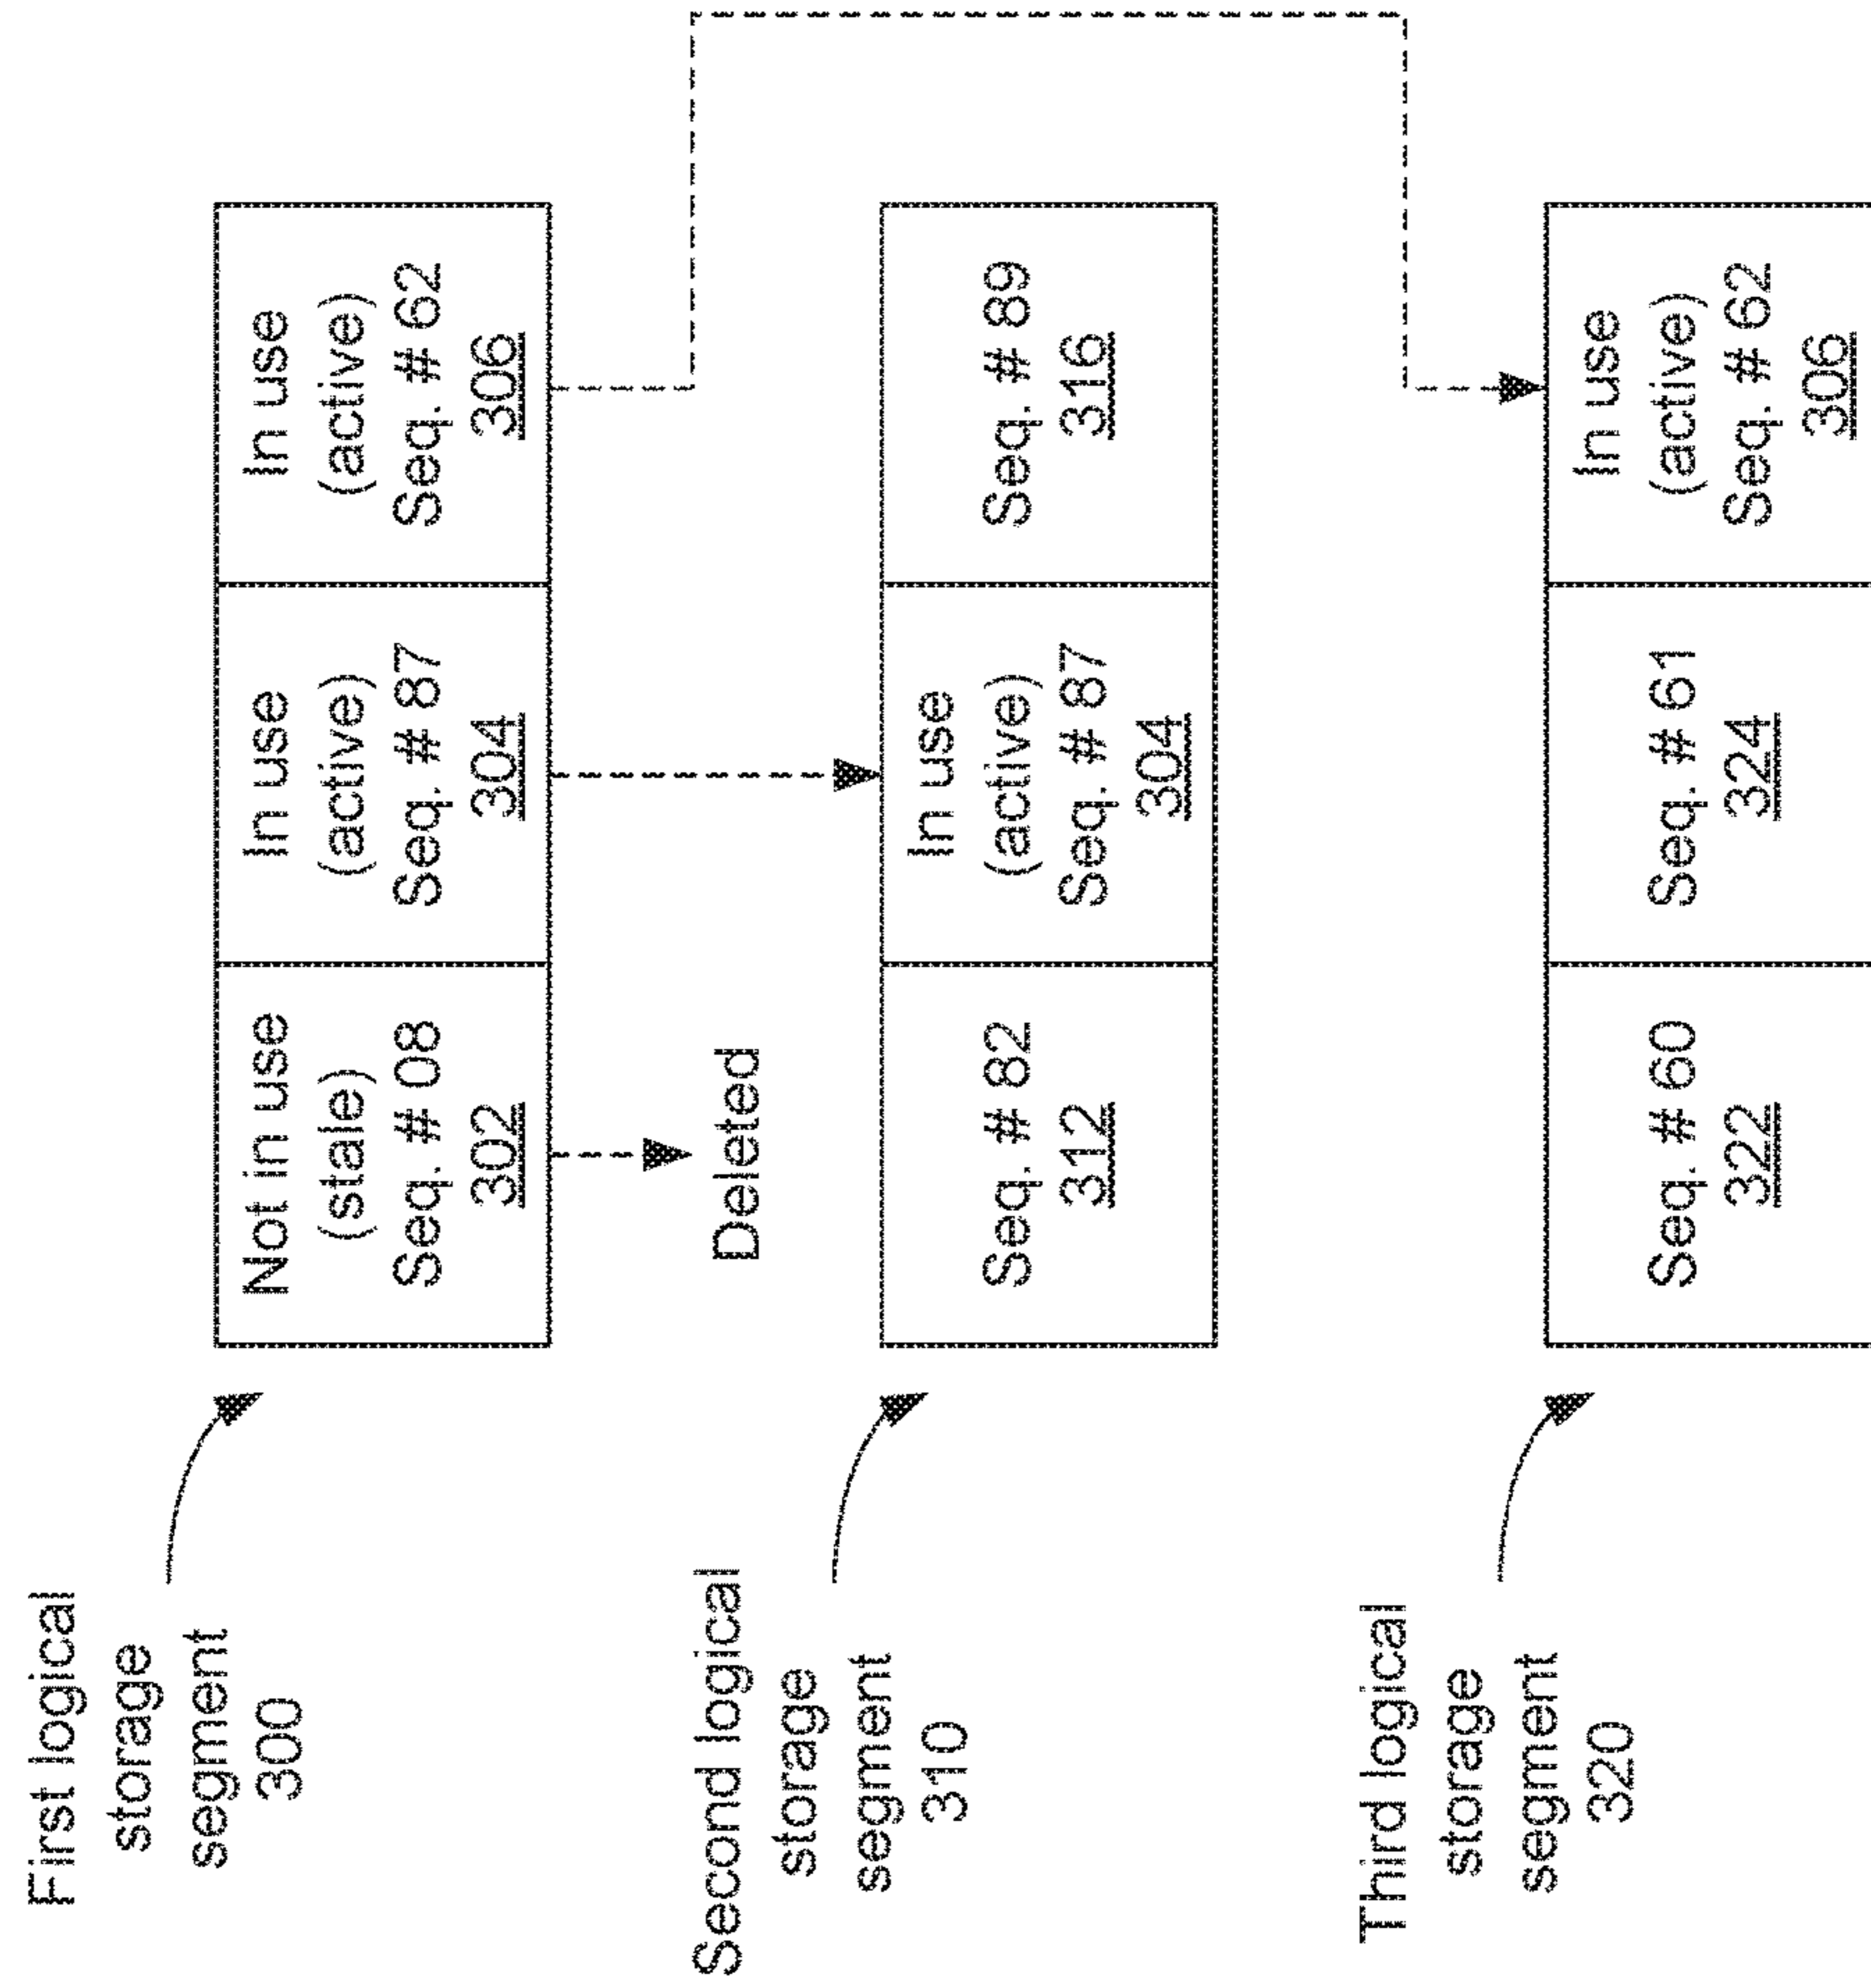 First logical
storage
segment
300
Not in use
(stale)
Seq. # 08
302
In use
(active)
Seq. # 87
304
In use
(active)
Seq. # 62
306
Deleted
Second logical
storage
segment
310
Seq. # 82
312
In use
(active)
Seq. # 87
304
Seq. # 89
316
Third logical
storage
segment
320
Seq. # 60
322
Seq. # 61
324
In use
(active)
Seq. # 62
306